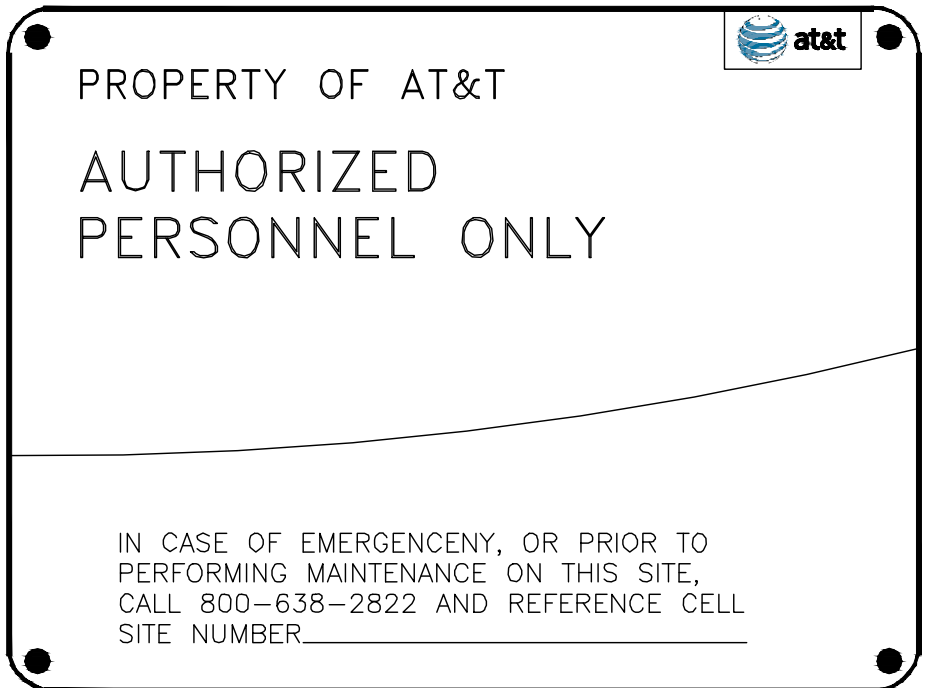 at&t
PROPERTY OF AT&T
AUTHORIZED
PERSONNEL ONLY
IN CASE OF EMERGENCENY, OR PRIOR TO
PERFORMING MAINTENANCE ON THIS SITE,
CALL 800-638-2822 AND REFERENCE CELL
SITE NUMBER